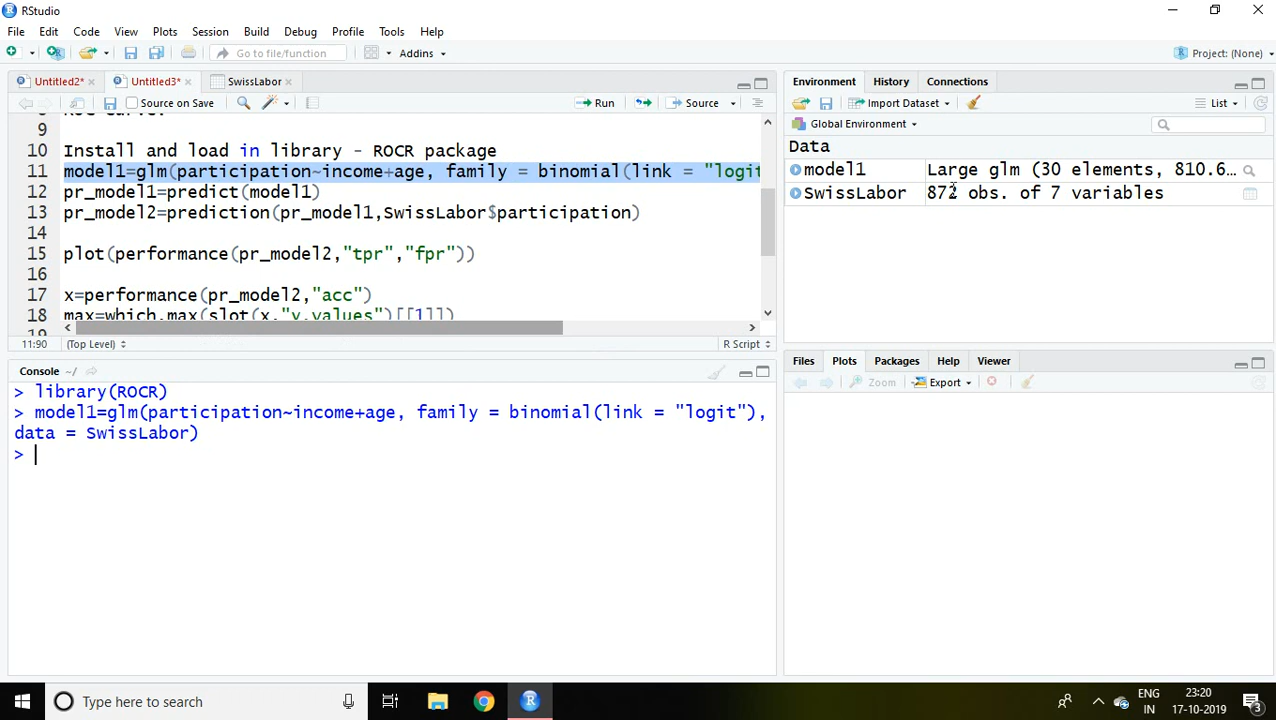 RStudio
File Edit Code View Plots Session Build Debug Profile Tools Help
Go to file/function Addins Project: (None)
Untitled2* Untitled3* SwissLabor
Source on Save Run Source
9
10 Install and load in library - ROCR package
11 model1=glm(participation~income+age, family = binomial(link = "logit
12 pr_model1=predict(model1)
13 pr_model2=prediction(pr_model1,SwissLabor$participation)
14
15 plot(performance(pr_model2,"tpr","fpr"))
16
17 x=performance(pr_model2,"acc")
18 max=which.max(slot(x,"y.values")[[1]])
11:90 (Top Level) R Script
Console ~/
> library(ROCR)
> model1=glm(participation~income+age, family = binomial(link = "logit"),
data = SwissLabor)
>
Environment History Connections
Import Dataset List
Global Environment
Data
model1 Large glm (30 elements, 810.6…
SwissLabor 872 obs. of 7 variables
Files Plots Packages Help Viewer
Zoom Export
Type here to search
ENG
IN
23:20
17-10-2019
3